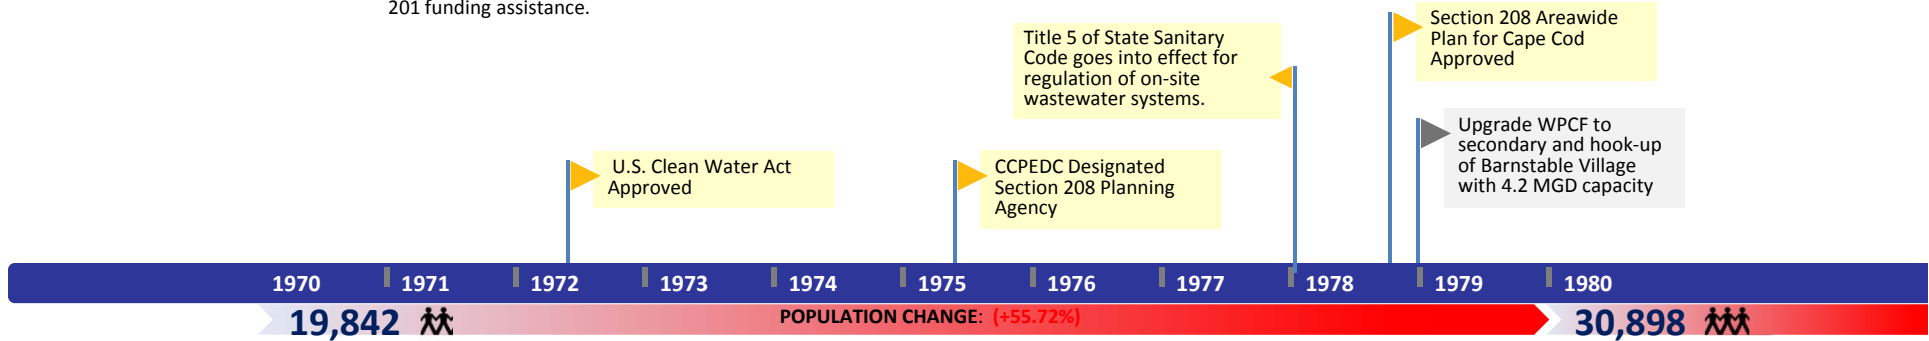 201 funding assistance.
Title 5 of State Sanitary
Code goes into effect for
regulation of on-site
wastewater systems.
Section 208 Areawide
Plan for Cape Cod
Approved
Upgrade WPCF to
secondary and hook-up
of Barnstable Village
with 4.2 MGD capacity
U.S. Clean Water Act
Approved
CCPEDC Designated
Section 208 Planning
Agency
1970 1971 1972 1973 1974 1975 1976 1977 1978 1979 1980
19,842 POPULATION CHANGE: (+55.72%) 30,898